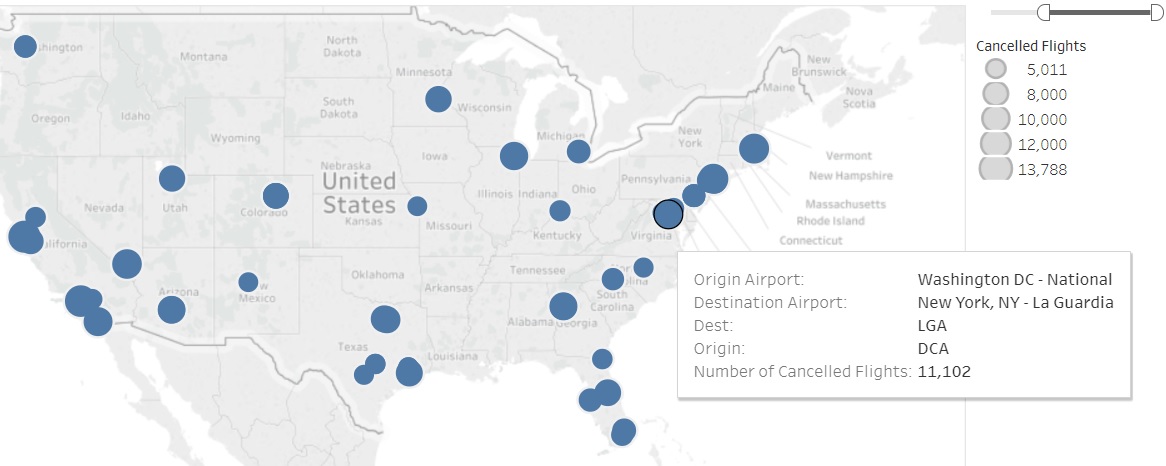 Cancelled Flights
5,011
8,000
10,000
12,000
13,788
North
Dakota
Montana
Minnesota
New
Brunswick
Maine
Nova
Scotia
Oregon
Idaho
South
Dakota
Wisconsin
Wyoming
Michigan
New
York
Iowa
Vermont
New Hampshire
Nebraska
United
States
Pennsylvania
Nevada
Utah
Illinois
Indiana
Ohio
Massachusetts
Rhode Island
Connecticut
Kansas
Missouri
Kentucky
Virginia
Oklahoma
Tennessee
Arkansas
Arizona
Mexico
South
Carolina
Alabama
Georgia
Texas
Louisiana
Origin Airport: Washington DC - National
Destination Airport: New York, NY - La Guardia
Dest: LGA
Origin: DCA
Number of Cancelled Flights: 11,102